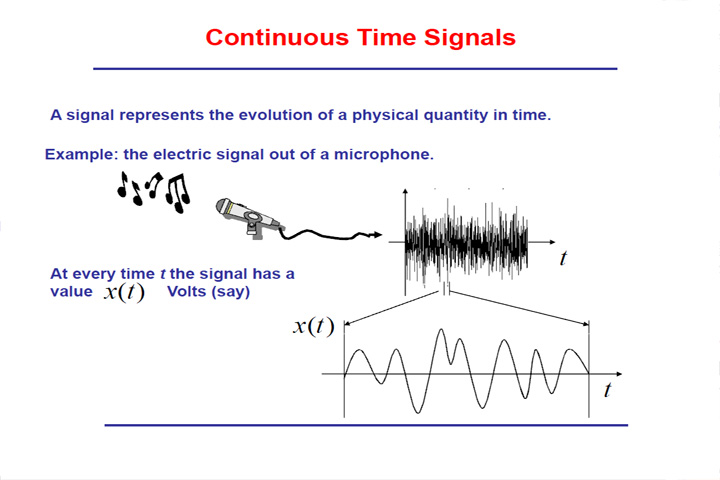 Continuous Time Signals
A signal represents the evolution of a physical quantity in time.
Example: the electric signal out of a microphone.
t
At every time t the signal has a
value x(t) Volts (say)
x(t)
t